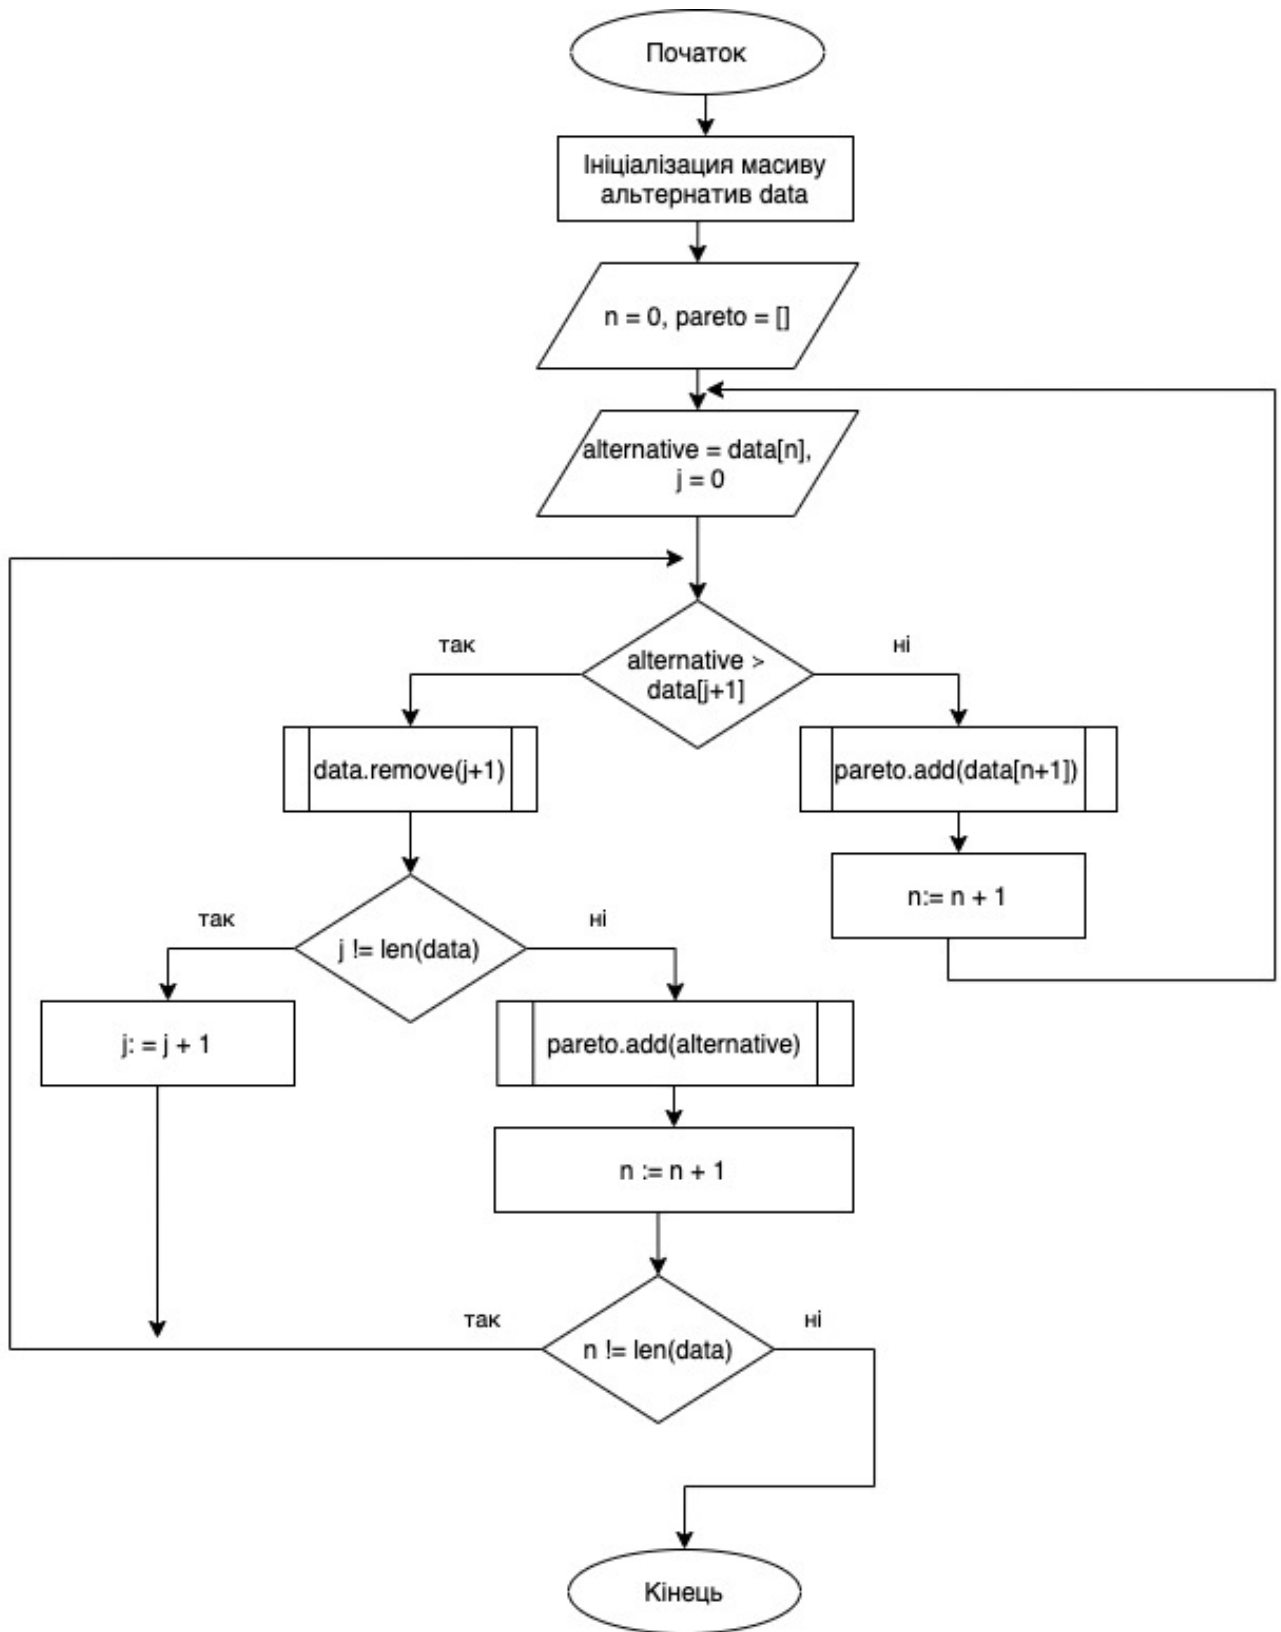 Початок
Ініціалізация масиву
альтернатив data
n = 0, pareto = []
alternative = data[n],
j = 0
так
ні
alternative >
data[j+1]
data.remove(j+1)
pareto.add(data[n+1])
n:= n + 1
так
ні
j != len(data)
j: = j + 1
pareto.add(alternative)
n := n + 1
так
ні
n != len(data)
Кінець